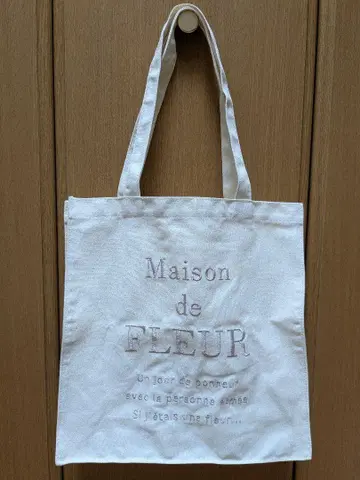 Maison
de
FLEUR
Un jour de bonheur
avec la personne aimée
Si j'étais une fleur...